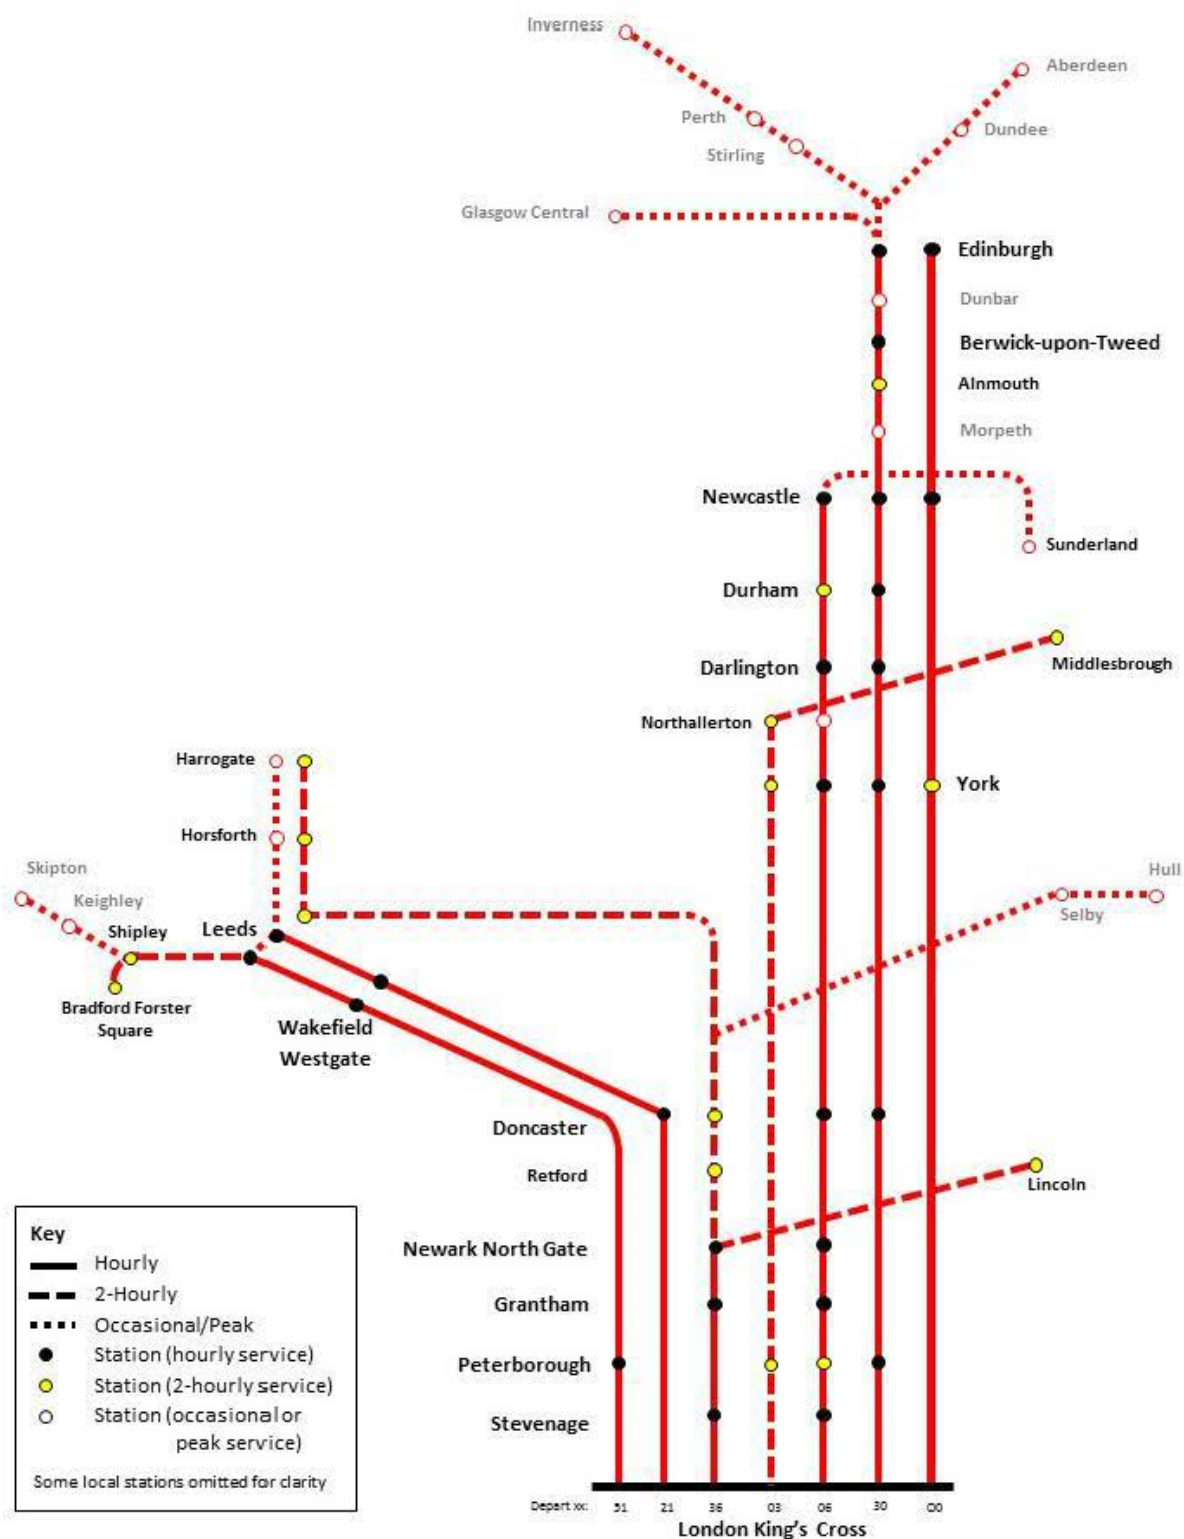 Inverness
Aberdeen
Perth
Dundee
Stirling
Glasgow Central
Edinburgh
Dunbar
Berwick-upon-Tweed
Alnmouth
Morpeth
Newcastle
Sunderland
Durham
Middlesbrough
Darlington
Northallerton
Harrogate
York
Horsforth
Skipton
Hull
Keighley
Selby
Shipley
Leeds
Bradford Forster
Square
Wakefield
Westgate
Doncaster
Retford
Lincoln
Newark North Gate
Grantham
Peterborough
Stevenage
Key
Hourly
2-Hourly
Occasional/Peak
Station (hourly service)
Station (2-hourly service)
Station (occasional or
peak service)
Some local stations omitted for clarity
Depart xx: 51 21 36 03 06 30 00
London King's Cross